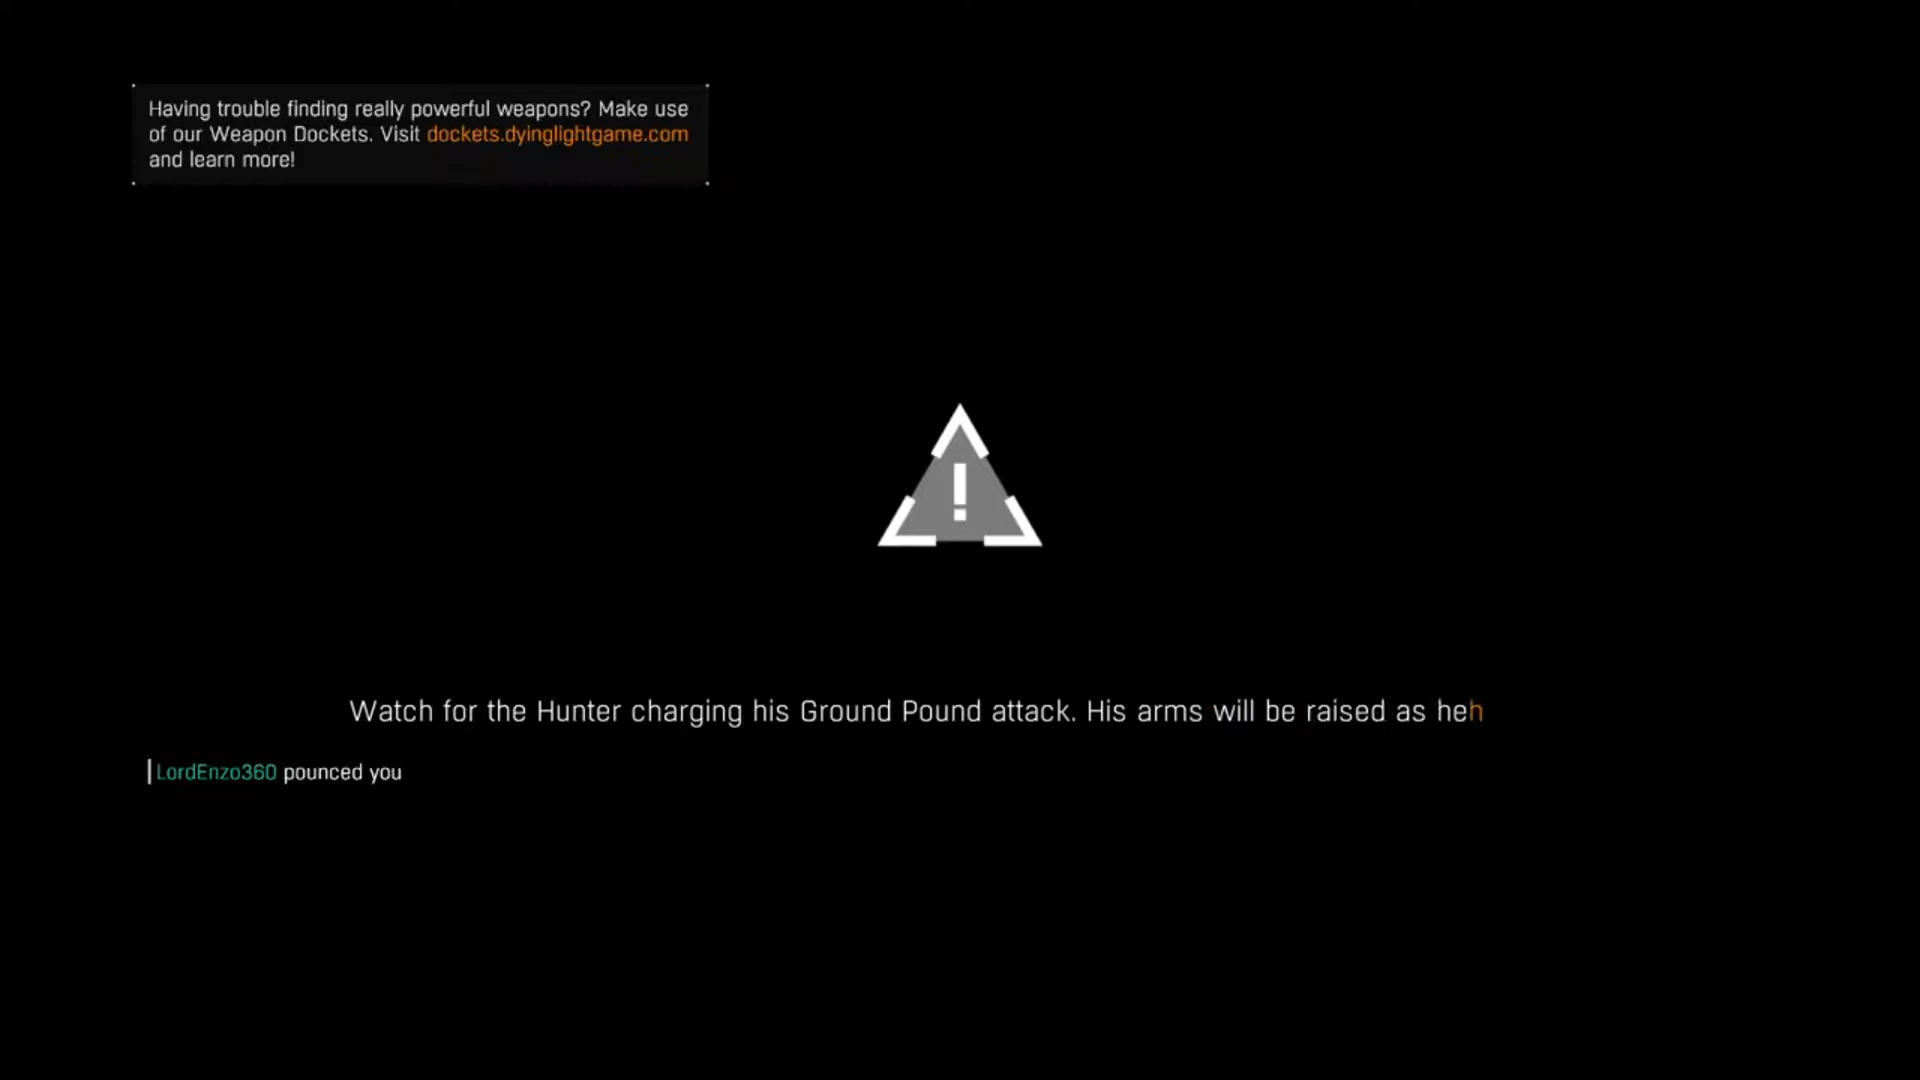 Having trouble finding really powerful weapons? Make use
of our Weapon Dockets. Visit dockets.dyinglightgame.com
and learn more!
!
Watch for the Hunter charging his Ground Pound attack. His arms will be raised as heh
LordEnzo360 pounced you